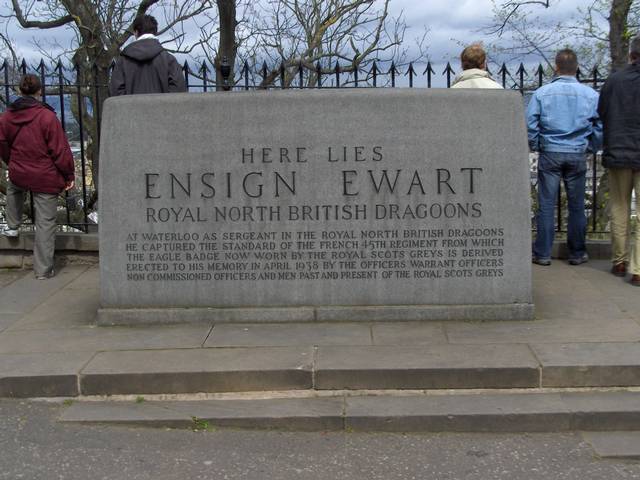 HERE LIES
ENSIGN EWART
ROYAL NORTH BRITISH DRAGOONS
AT WATERLOO AS SERGEANT IN THE ROYAL NORTH BRITISH DRAGOONS
HE CAPTURED THE STANDARD OF THE FRENCH 45TH REGIMENT FROM WHICH
THE EAGLE BADGE NOW WORN BY THE ROYAL SCOTS GREYS IS DERIVED
ERECTED TO HIS MEMORY IN APRIL 1938 BY THE OFFICERS WARRANT OFFICERS
NON COMMISSIONED OFFICERS AND MEN PAST AND PRESENT OF THE ROYAL SCOTS GREYS